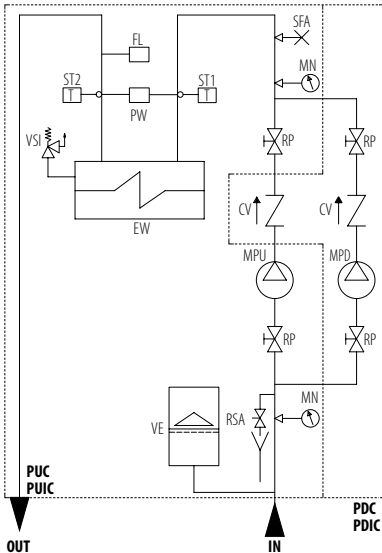 SFA
FL
MN
ST2
ST1
T
T
PW
VSI
RP
RP
EW
CV
CV
MPU
MPD
RP
RP
MN
RSA
VE
PUC
PUIC
PDC
PDIC
OUT
IN